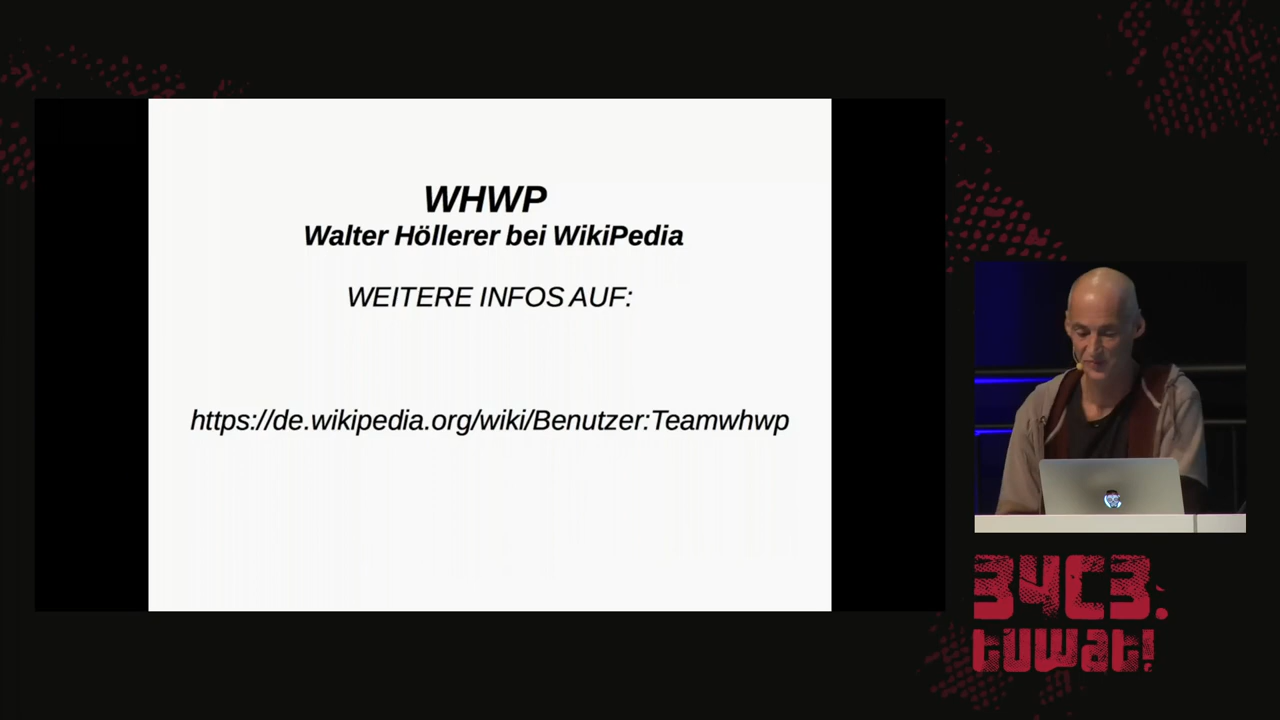 WHWP
Walter Höllerer bei WikiPedia
WEITERE INFOS AUF:
https://de.wikipedia.org/wiki/Benutzer:Teamwhwp
34C3.
tuwat!